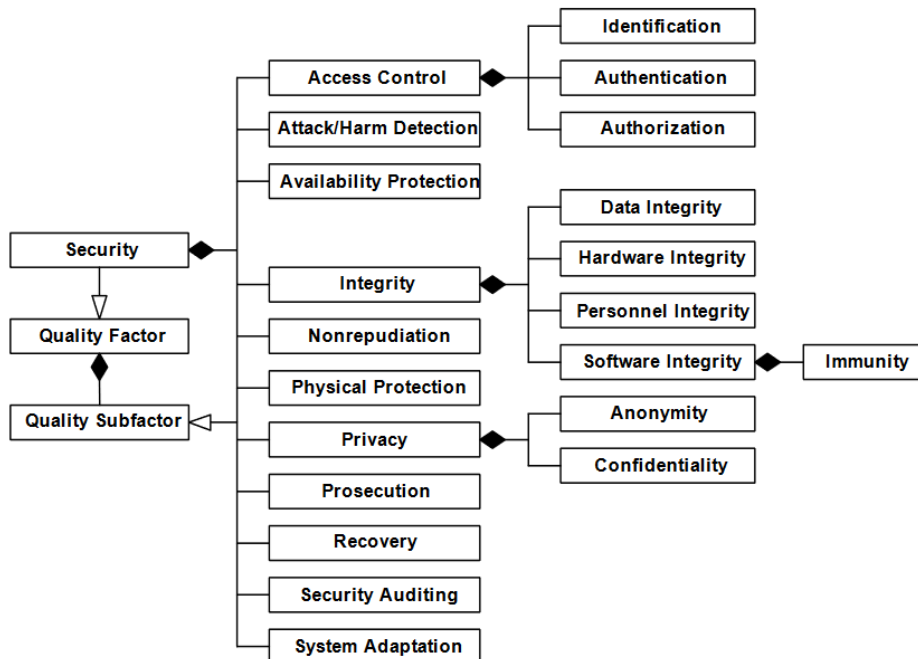 Identification
Access Control
Authentication
Attack/Harm Detection
Authorization
Availability Protection
Data Integrity
Security
Hardware Integrity
Integrity
Personnel Integrity
Quality Factor
Nonrepudiation
Software Integrity
Immunity
Physical Protection
Quality Subfactor
Anonymity
Privacy
Confidentiality
Prosecution
Recovery
Security Auditing
System Adaptation